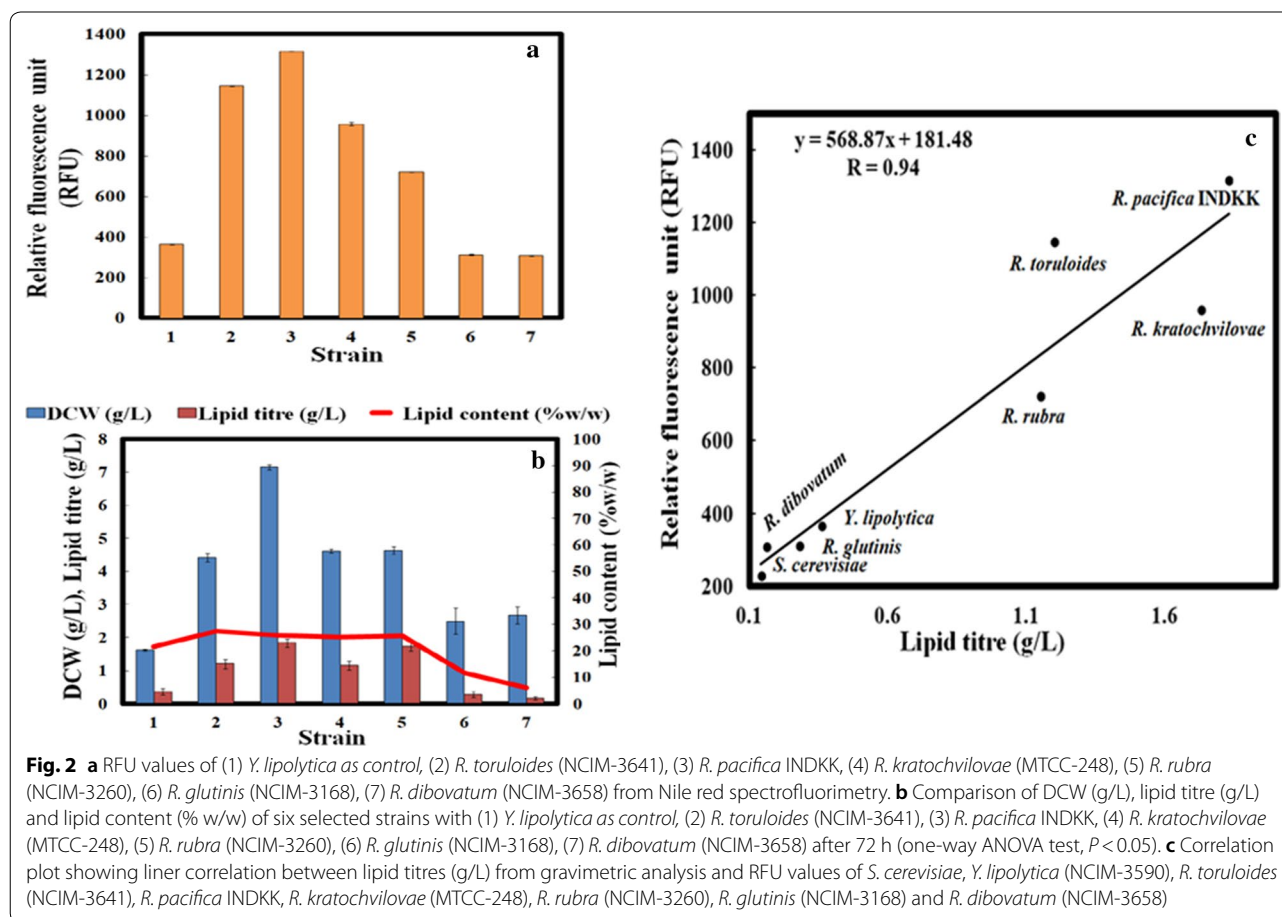 a
1400
1200
1000
800
600
400
200
0
Relative fluorescence unit
(RFU)
1 2 3 4 5 6 7
Strain
DCW (g/L) Lipid titre (g/L) Lipid content (%w/w)
b
8
7
6
5
4
3
2
1
0
DCW (g/L), Lipid titre (g/L)
100
90
80
70
60
50
40
30
20
10
0
Lipid content (%w/w)
1 2 3 4 5 6 7
Strain
c
y = 568.87x + 181.48
R = 0.94
1400
1200
1000
800
600
400
200
Relative fluorescence unit (RFU)
R. pacifica INDKK
R. toruloides
R. kratochvilovae
R. rubra
R. dibovatum
Y. lipolytica
R. glutinis
S. cerevisiae
0.1 0.6 1.1 1.6
Lipid titre (g/L)
Fig. 2 a RFU values of (1) Y. lipolytica as control, (2) R. toruloides (NCIM-3641), (3) R. pacifica INDKK, (4) R. kratochvilovae (MTCC-248), (5) R. rubra
(NCIM-3260), (6) R. glutinis (NCIM-3168), (7) R. dibovatum (NCIM-3658) from Nile red spectrofluorimetry. b Comparison of DCW (g/L), lipid titre (g/L)
and lipid content (% w/w) of six selected strains with (1) Y. lipolytica as control, (2) R. toruloides (NCIM-3641), (3) R. pacifica INDKK, (4) R. kratochvilovae
(MTCC-248), (5) R. rubra (NCIM-3260), (6) R. glutinis (NCIM-3168), (7) R. dibovatum (NCIM-3658) after 72 h (one-way ANOVA test, P < 0.05). c Correlation
plot showing liner correlation between lipid titres (g/L) from gravimetric analysis and RFU values of S. cerevisiae, Y. lipolytica (NCIM-3590), R. toruloides
(NCIM-3641), R. pacifica INDKK, R. kratochvilovae (MTCC-248), R. rubra (NCIM-3260), R. glutinis (NCIM-3168) and R. dibovatum (NCIM-3658)